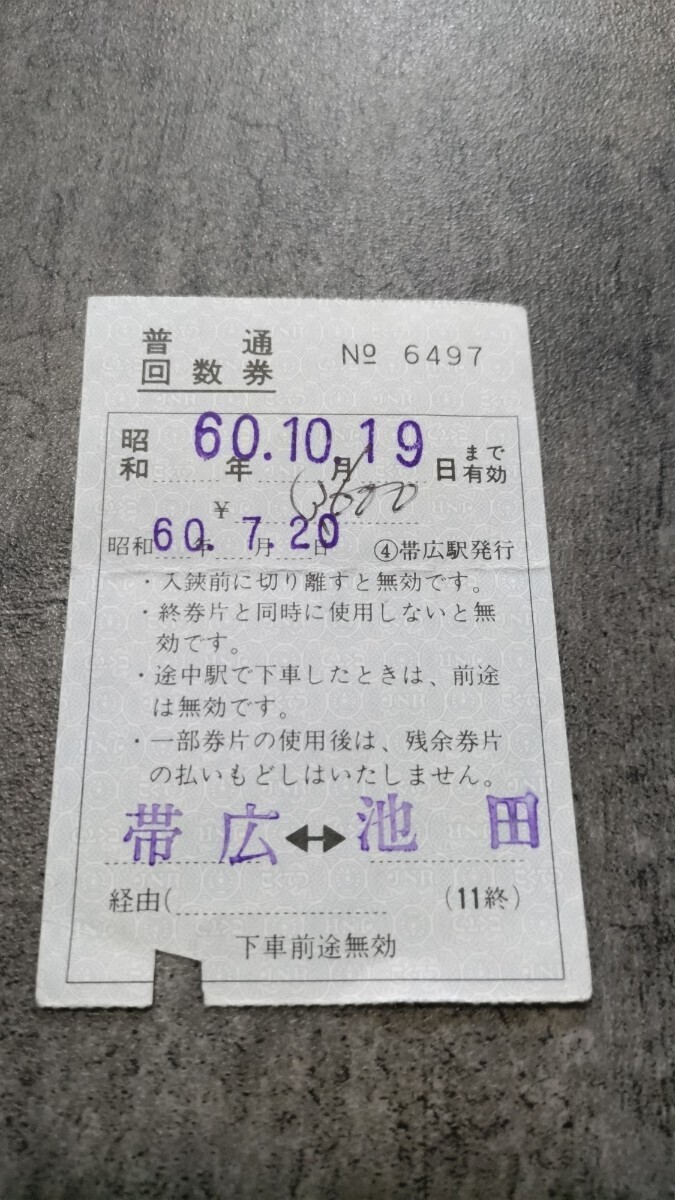 普通 № 6497
回数券
昭和 60.10.19 年 月 日 まで有効
¥ 3600
昭和 60.7.20 年 月 日 ④帯広駅発行
・入鋏前に切り離すと無効です。
・終券片と同時に使用しないと無
効です。
・途中駅で下車したときは、前途
は無効です。
・一部券片の使用後は、残余券片
の払いもどしはいたしません。
帯広↔池田
経由( (11終)
下車前途無効